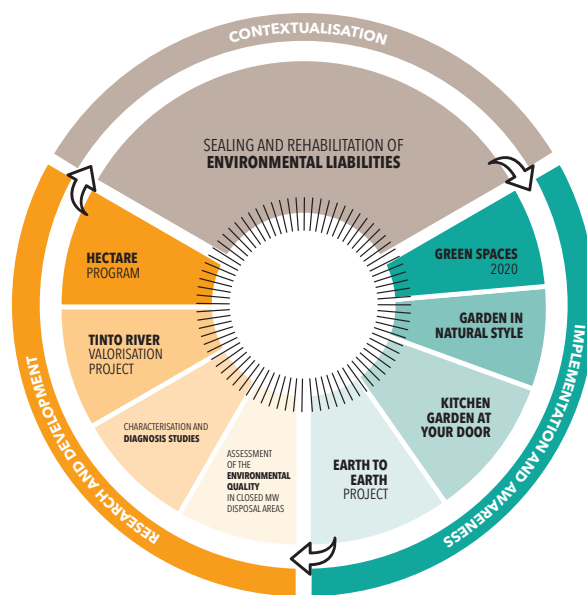 CONTEXTUALISATION
SEALING AND REHABILITATION OF
ENVIRONMENTAL LIABILITIES
GREEN SPACES
2020
GARDEN IN
NATURAL STYLE
KITCHEN
GARDEN AT
YOUR DOOR
EARTH TO
EARTH
PROJECT
IMPLEMENTATION AND AWARENESS
ASSESSMENT
OF THE
ENVIRONMENTAL
QUALITY
IN CLOSED MW
DISPOSAL AREAS
CHARACTERISATION AND
DIAGNOSIS STUDIES
TINTO RIVER
VALORISATION
PROJECT
HECTARE
PROGRAM
RESEARCH AND DEVELOPMENT